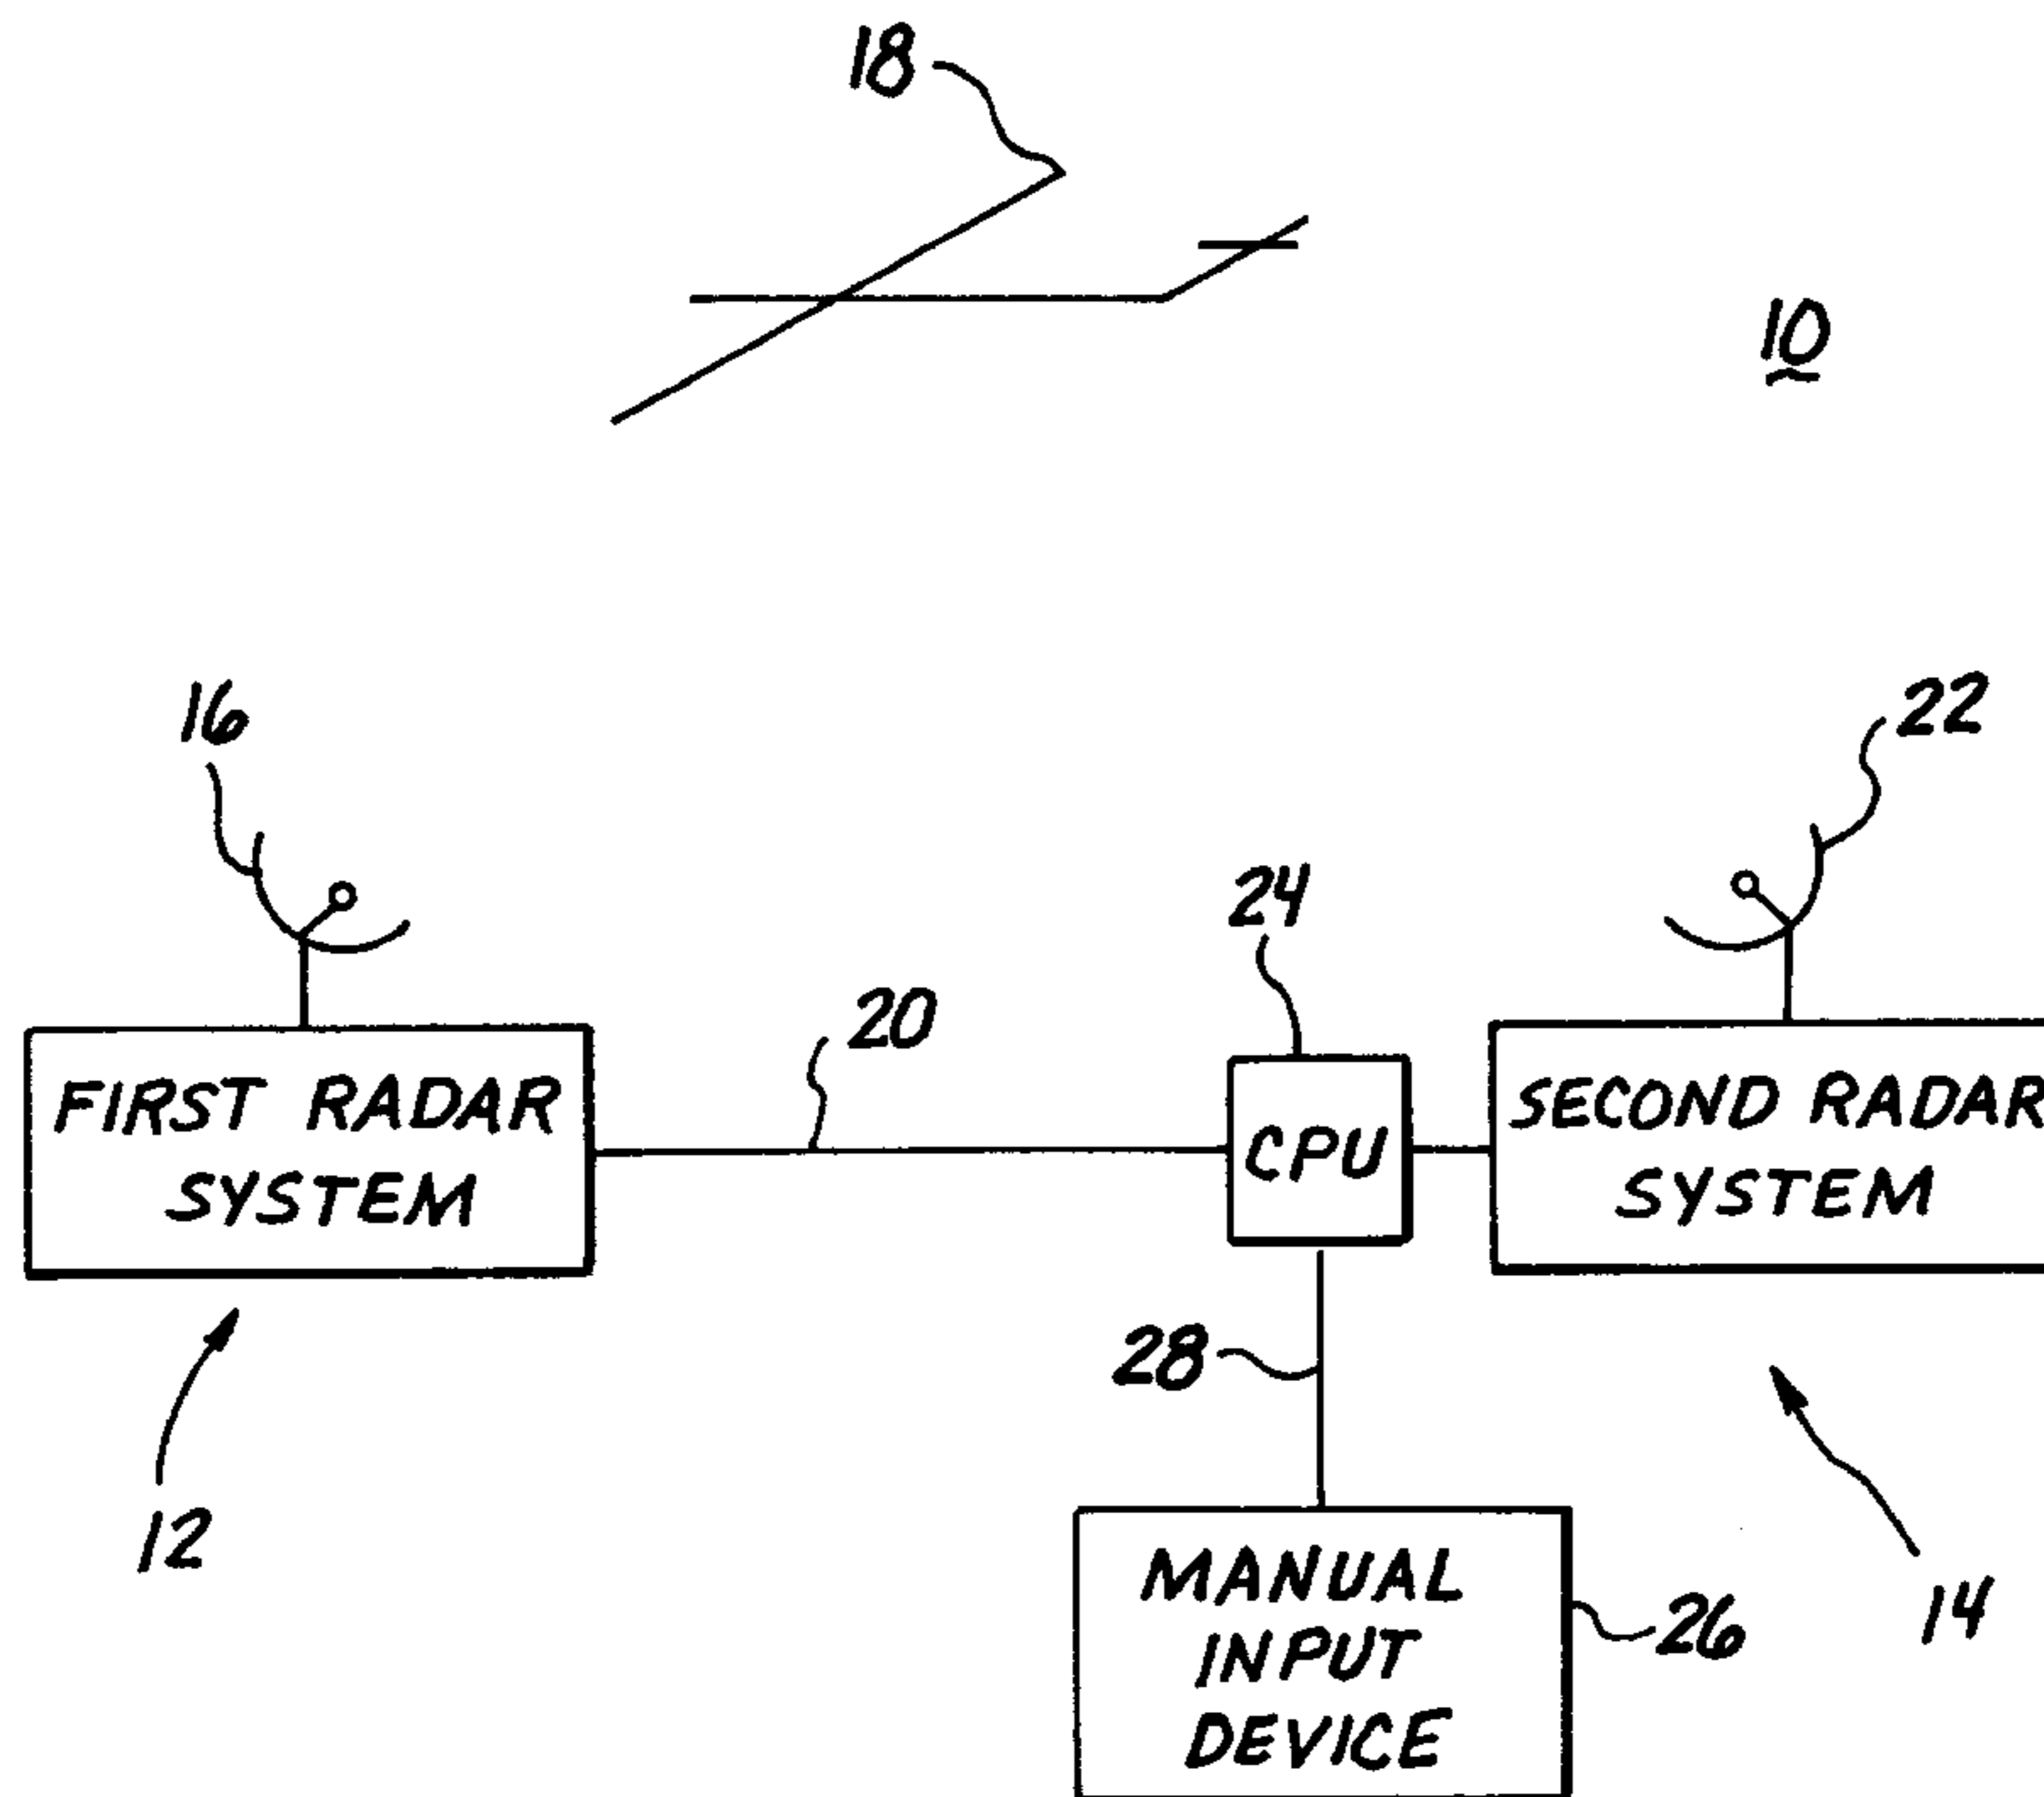 18
10
16
22
24
20
FIRST RADAR
SYSTEM
CPU
SECOND RADAR
SYSTEM
28
12
MANUAL
INPUT
DEVICE
26
14